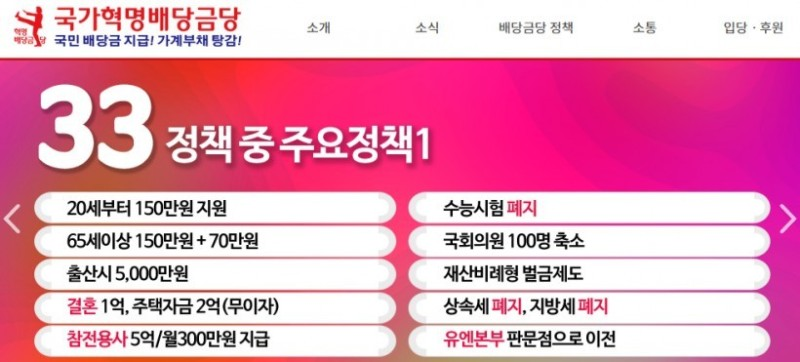 혁명
배당금당
국가혁명배당금당
국민 배당금 지급! 가계부채 탕감!
소개
소식
배당금당 정책
소통
입당 · 후원
33 정책 중 주요정책1
20세부터 150만원 지원
65세이상 150만원 + 70만원
출산시 5,000만원
결혼 1억, 주택자금 2억 (무이자)
참전용사 5억/월300만원 지급
수능시험 폐지
국회의원 100명 축소
재산비례형 벌금제도
상속세 폐지, 지방세 폐지
유엔본부 판문점으로 이전